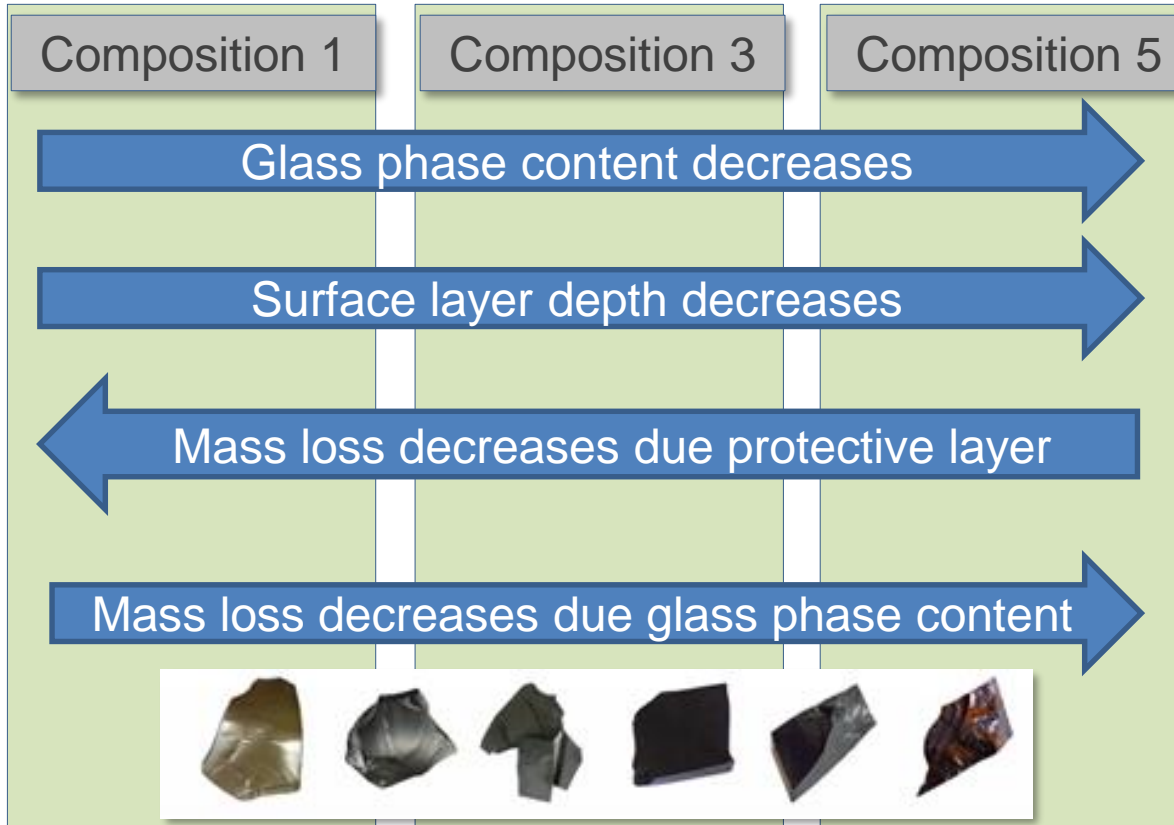 Composition 1
Composition 3
Composition 5
Glass phase content decreases
Surface layer depth decreases
Mass loss decreases due protective layer
Mass loss decreases due glass phase content